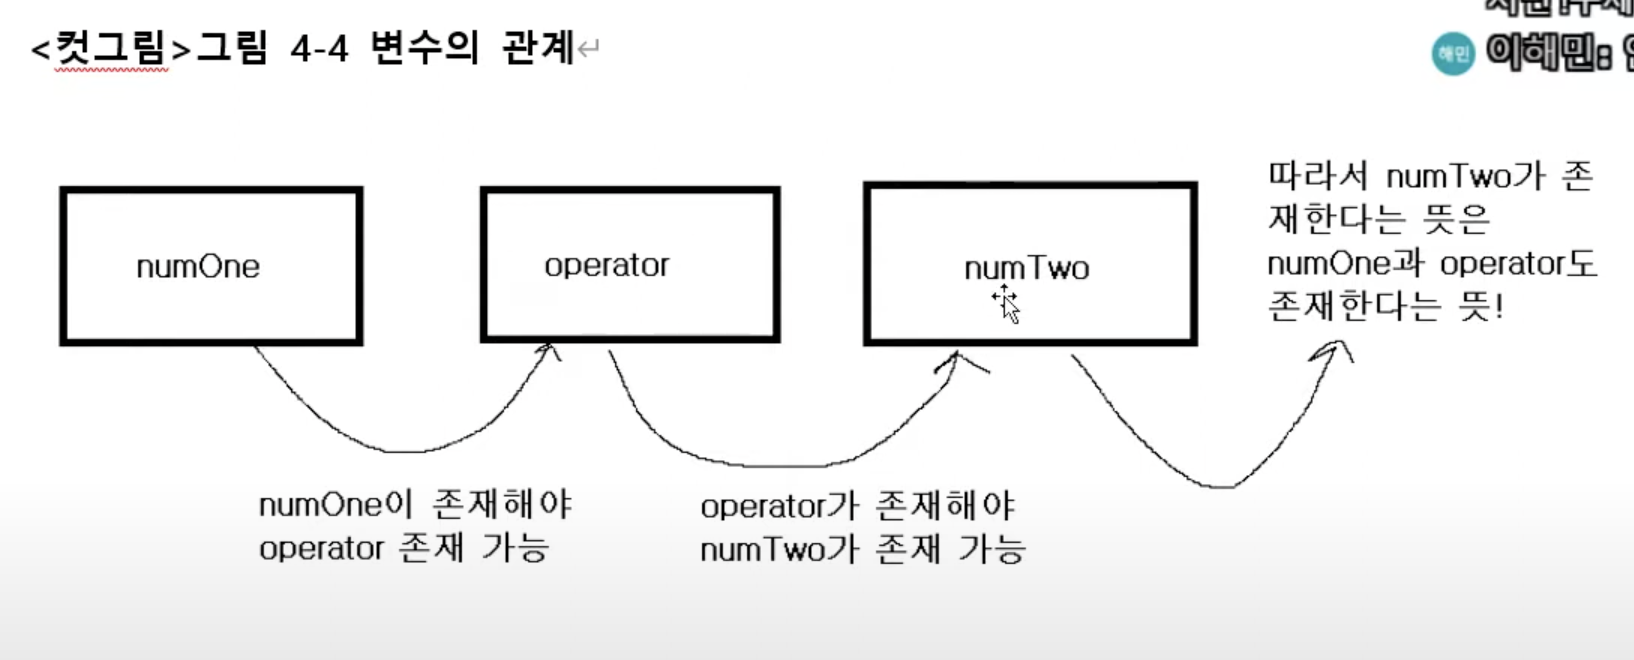 <컷그림>그림 4-4 변수의 관계↵
해민 이해민:
numOne
operator
numTwo
따라서 numTwo가 존
재한다는 뜻은
numOne과 operator도
존재한다는 뜻!
numOne이 존재해야
operator 존재 가능
operator가 존재해야
numTwo가 존재 가능